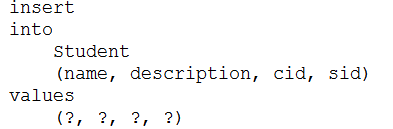 insert
into
Student
(name, description, cid, sid)
values
(?, ?, ?, ?)